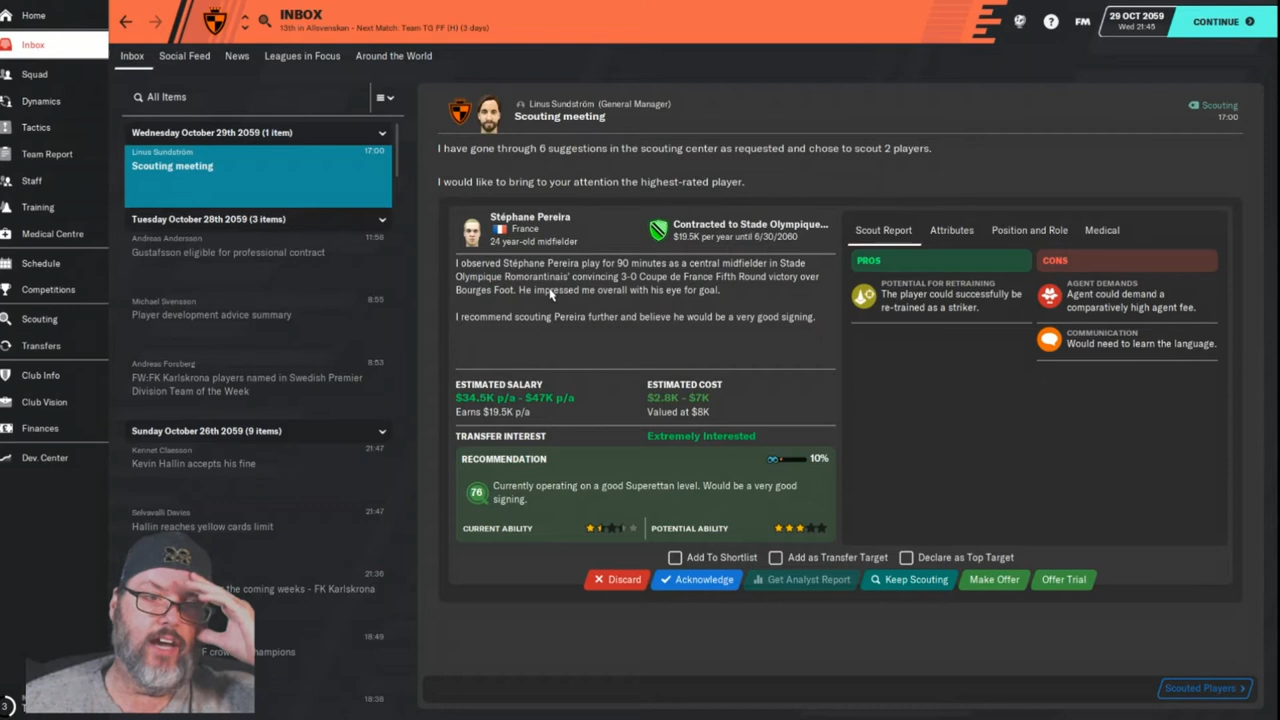 Home
INBOX
13th in Allsvenskan - Next Match: Team TG FF (H) (3 days)
FM
29 OCT 2059
Wed 21:45
CONTINUE
Inbox
Squad
Dynamics
Tactics
Team Report
Staff
Training
Medical Centre
Schedule
Competitions
Scouting
Transfers
Club Info
Club Vision
Finances
Dev. Center
Inbox
Social Feed
News
Leagues in Focus
Around the World
All Items
Wednesday October 29th 2059 (1 item)
Linus Sundström
17:00
Scouting meeting
Tuesday October 28th 2059 (3 items)
Andreas Andersson
11:58
Gustafsson eligible for professional contract
Michael Svensson
8:55
Player development advice summary
Andreas Forsberg
8:53
FW:FK Karlskrona players named in Swedish Premier
Division Team of the Week
Sunday October 26th 2059 (9 items)
Kennet Claesson
21:47
Kevin Hallin accepts his fine
Selvavalli Davies
21:47
Hallin reaches yellow cards limit
21:36
the coming weeks - FK Karlskrona
18:49
F crow
ampions
18:38
3
Linus Sundström (General Manager)
Scouting meeting
Scouting
17:00
I have gone through 6 suggestions in the scouting center as requested and chose to scout 2 players.
I would like to bring to your attention the highest-rated player.
Stéphane Pereira
France
24 year-old midfielder
Contracted to Stade Olympique...
$19.5K per year until 6/30/2060
I observed Stéphane Pereira play for 90 minutes as a central midfielder in Stade
Olympique Romorantinais' convincing 3-0 Coupe de France Fifth Round victory over
Bourges Foot. He impressed me overall with his eye for goal.
I recommend scouting Pereira further and believe he would be a very good signing.
ESTIMATED SALARY
$34.5K p/a - $47K p/a
Earns $19.5K p/a
ESTIMATED COST
$2.8K - $7K
Valued at $8K
TRANSFER INTEREST
Extremely Interested
RECOMMENDATION
10%
76
Currently operating on a good Superettan level. Would be a very good
signing.
CURRENT ABILITY
POTENTIAL ABILITY
Scout Report
Attributes
Position and Role
Medical
PROS
POTENTIAL FOR RETRAINING
The player could successfully be
re-trained as a striker.
CONS
AGENT DEMANDS
Agent could demand a
comparatively high agent fee.
COMMUNICATION
Would need to learn the language.
Add To Shortlist
Add as Transfer Target
Declare as Top Target
Discard
Acknowledge
Get Analyst Report
Keep Scouting
Make Offer
Offer Trial
Scouted Players